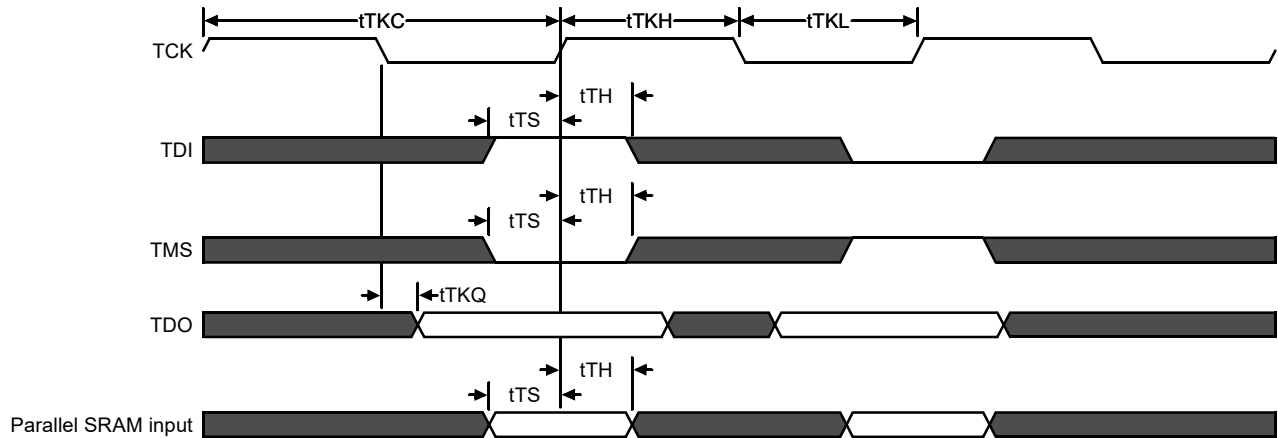 tTKC
tTKH
tTKL
TCK
tTH
tTS
TDI
tTH
tTS
TMS
tTKQ
TDO
tTH
tTS
Parallel SRAM input